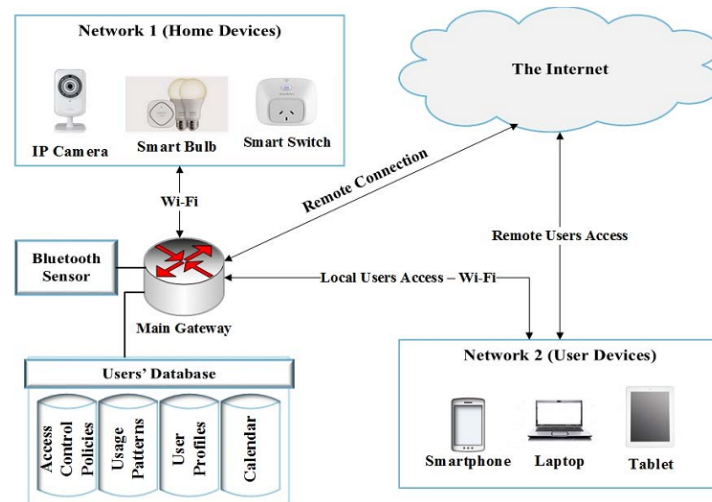 Network 1 (Home Devices)
IP Camera
Smart Bulb
Smart Switch
The Internet
Wi-Fi
Remote Connection
Remote Users Access
Bluetooth
Sensor
Local Users Access – Wi-Fi
Main Gateway
Users' Database
Access
Control
Policies
Usage
Patterns
User
Profiles
Calendar
Network 2 (User Devices)
Smartphone
Laptop
Tablet